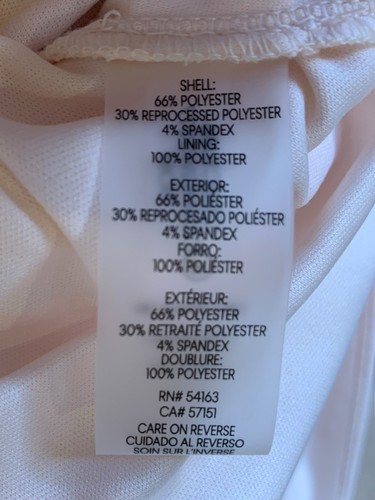 SHELL:
66% POLYESTER
30% REPROCESSED POLYESTER
4% SPANDEX
LINING:
100% POLYESTER
EXTERIOR:
66% POLIÉSTER
30% REPROCESADO POLIÉSTER
4% SPANDEX
FORRO:
100% POLIÉSTER
EXTÉRIEUR:
66% POLYESTER
30% RETRAITÉ POLYESTER
4% SPANDEX
DOUBLURE:
100% POLYESTER
RN# 54163
CA# 57151
CARE ON REVERSE
CUIDADO AL REVERSO
SOIN SUR L'INVERSE